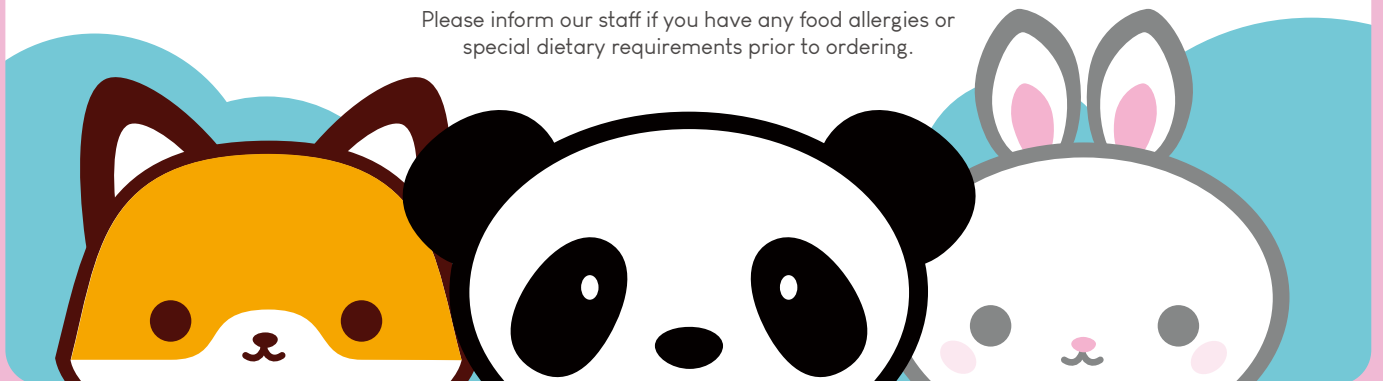 Please inform our staff if you have any food allergies or
special dietary requirements prior to ordering.